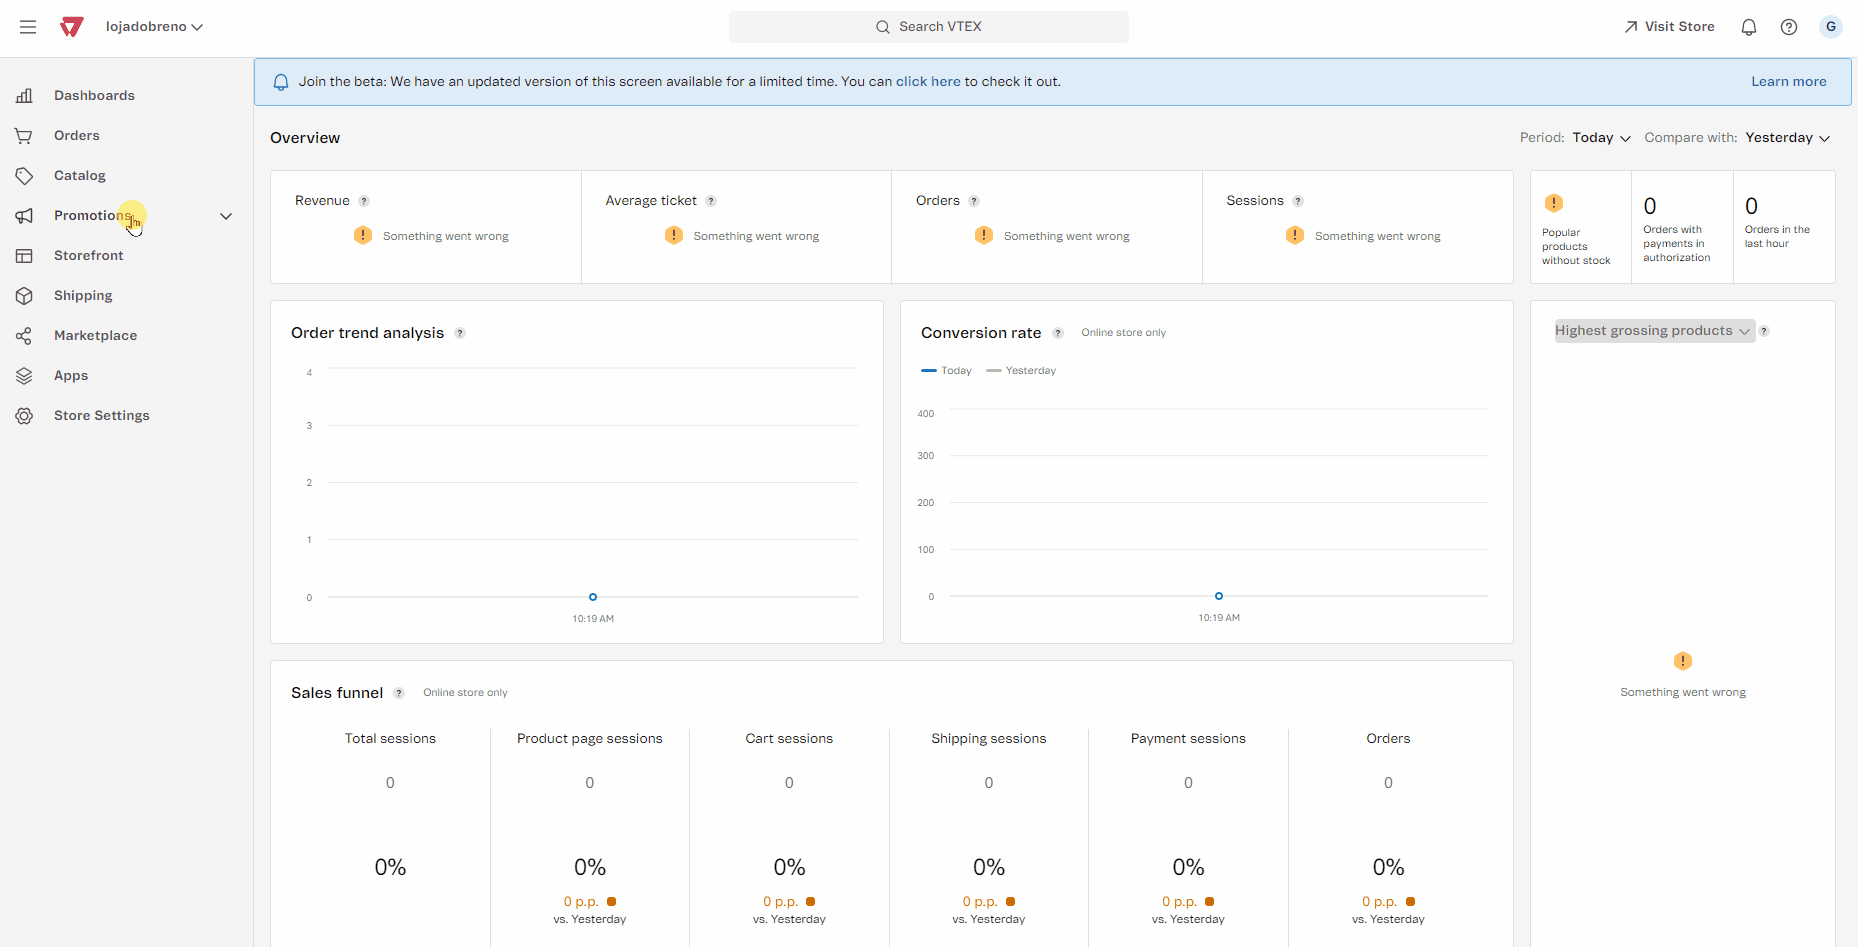 lojadobreno
Search VTEX
Visit Store
G
Dashboards
Orders
Catalog
Promotions
Storefront
Shipping
Marketplace
Apps
Store Settings
Join the beta: We have an updated version of this screen available for a limited time. You can click here to check it out.
Learn more
Overview
Period: Today
Compare with: Yesterday
Revenue ?
! Something went wrong
Average ticket ?
! Something went wrong
Orders ?
! Something went wrong
Sessions ?
! Something went wrong
!
Popular
products
without stock
0
Orders with
payments in
authorization
0
Orders in the
last hour
Order trend analysis ?
4
3
2
1
0
10:19 AM
Conversion rate ? Online store only
Today Yesterday
400
300
200
100
0
10:19 AM
Highest grossing products ?
!
Something went wrong
Sales funnel ? Online store only
Total sessions
0
0%
Product page sessions
0
0%
0 p.p.
vs. Yesterday
Cart sessions
0
0%
0 p.p.
vs. Yesterday
Shipping sessions
0
0%
0 p.p.
vs. Yesterday
Payment sessions
0
0%
0 p.p.
vs. Yesterday
Orders
0
0%
0 p.p.
vs. Yesterday